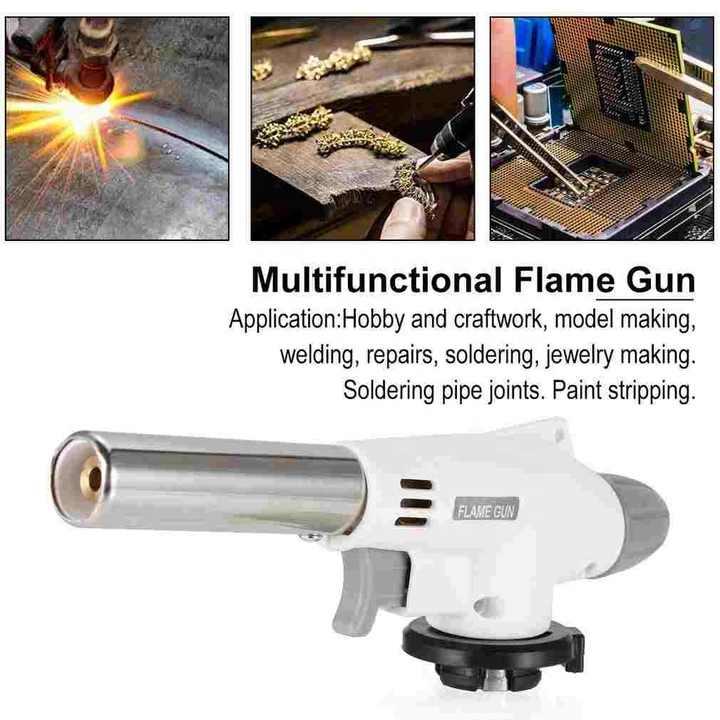 Multifunctional Flame Gun
Application:Hobby and craftwork, model making,
welding, repairs, soldering, jewelry making.
Soldering pipe joints. Paint stripping.
FLAME GUN